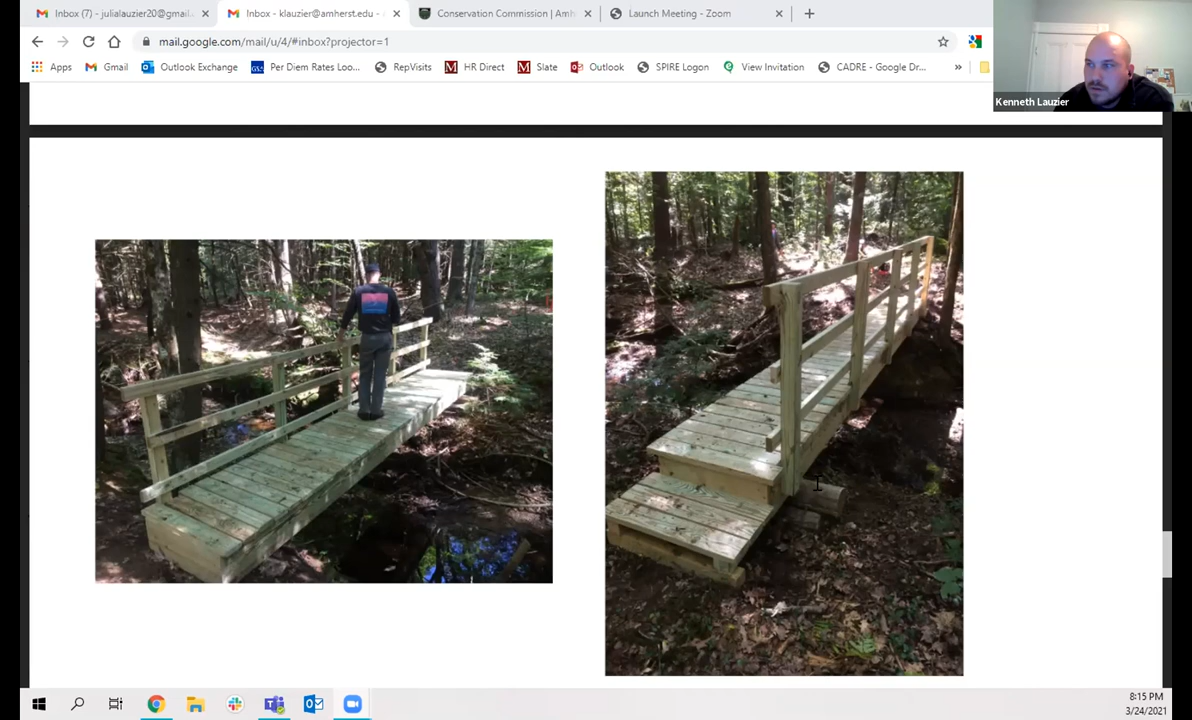 Inbox (7) - julialauzier20@gmail.
Inbox - klauzier@amherst.edu -
Conservation Commission | Amh
Launch Meeting - Zoom
mail.google.com/mail/u/4/#inbox?projector=1
Apps
Gmail
Outlook Exchange
Per Diem Rates Loo...
RepVisits
HR Direct
Slate
Outlook
SPIRE Logon
View Invitation
CADRE - Google Dr...
»
Kenneth Lauzier
8:15 PM
3/24/2021